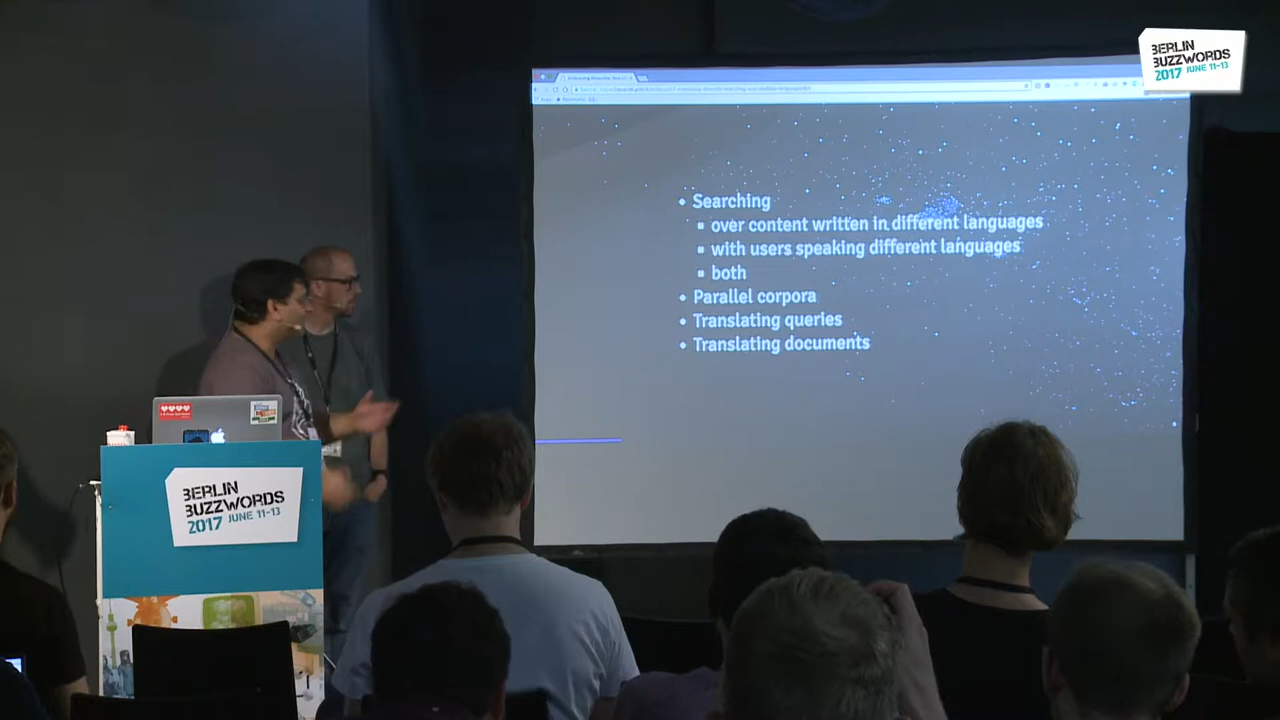 BERLIN
BUZZWORDS
2017 JUNE 11-13
• Searching
▪ over content written in different languages
▪ with users speaking different languages
▪ both
• Parallel corpora
• Translating queries
• Translating documents
BERLIN
BUZZWORDS
2017 JUNE 11-13